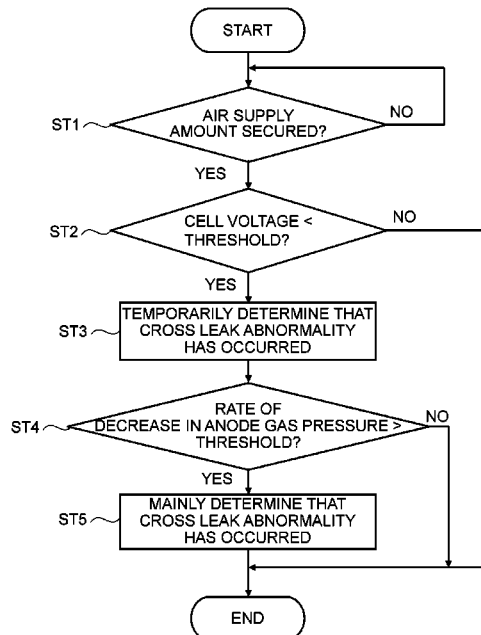 START
AIR SUPPLY
AMOUNT SECURED?
NO
ST1
YES
CELL VOLTAGE <
THRESHOLD?
NO
ST2
YES
TEMPORARILY DETERMINE THAT
CROSS LEAK ABNORMALITY
HAS OCCURRED
ST3
RATE OF
DECREASE IN ANODE GAS PRESSURE >
THRESHOLD?
NO
ST4
YES
MAINLY DETERMINE THAT
CROSS LEAK ABNORMALITY
HAS OCCURRED
ST5
END